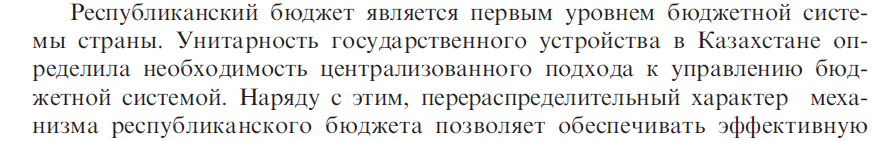 Республиканский бюджет является первым уровнем бюджетной систе-
мы страны. Унитарность государственного устройства в Казахстане оп-
ределила необходимость централизованного подхода к управлению бюд-
жетной системой. Наряду с этим, перераспределительный характер меха-
низма республиканского бюджета позволяет обеспечивать эффективную